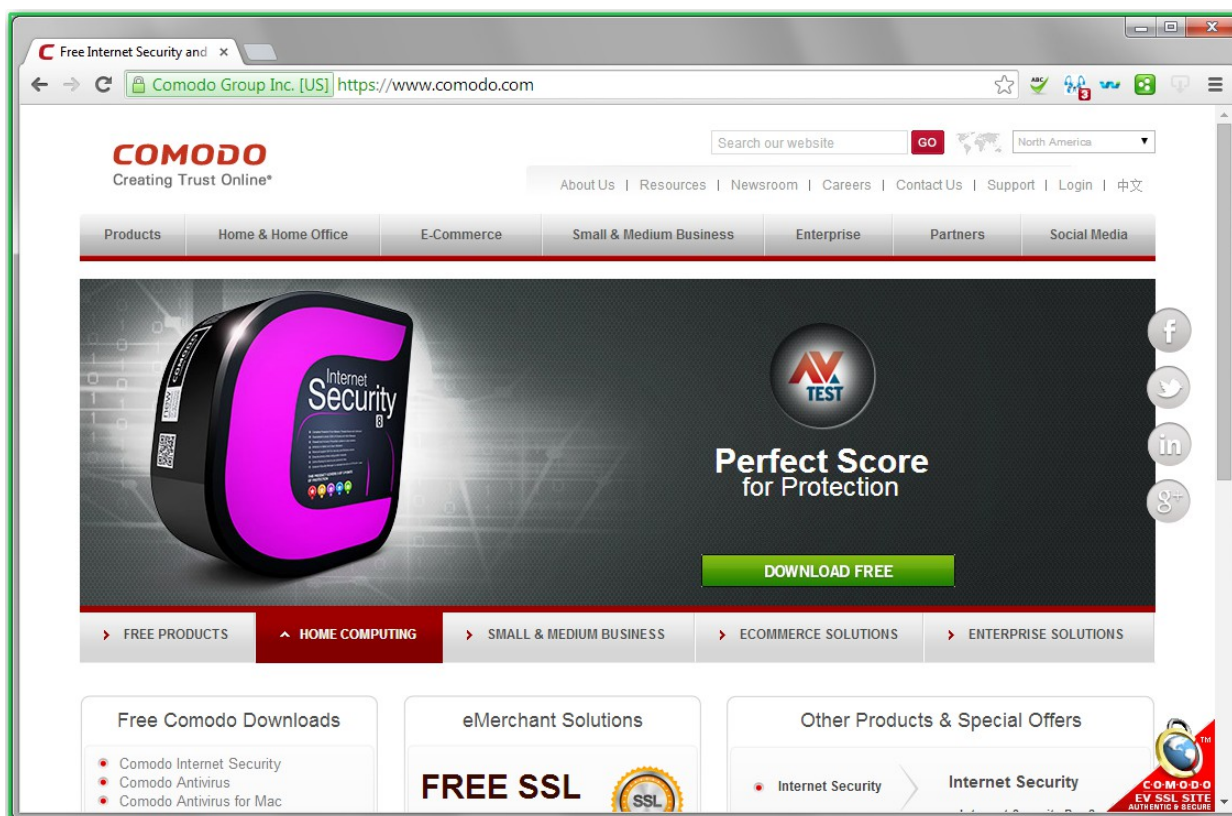 Free Internet Security and
Comodo Group Inc. [US] https://www.comodo.com
ABC
3
COMODO
Creating Trust Online®
Search our website GO North America
About Us | Resources | Newsroom | Careers | Contact Us | Support | Login | 中文
Products Home & Home Office E-Commerce Small & Medium Business Enterprise Partners Social Media
COMODO
new
Internet
Security
8
AV
TEST
Perfect Score
for Protection
DOWNLOAD FREE
f
in
g+
FREE PRODUCTS HOME COMPUTING SMALL & MEDIUM BUSINESS ECOMMERCE SOLUTIONS ENTERPRISE SOLUTIONS
Free Comodo Downloads
Comodo Internet Security
Comodo Antivirus
Comodo Antivirus for Mac
eMerchant Solutions
FREE SSL
SSL
Other Products & Special Offers
Internet Security
Internet Security
TM
C·O·M·O·D·O
EV SSL SITE
AUTHENTIC & SECURE